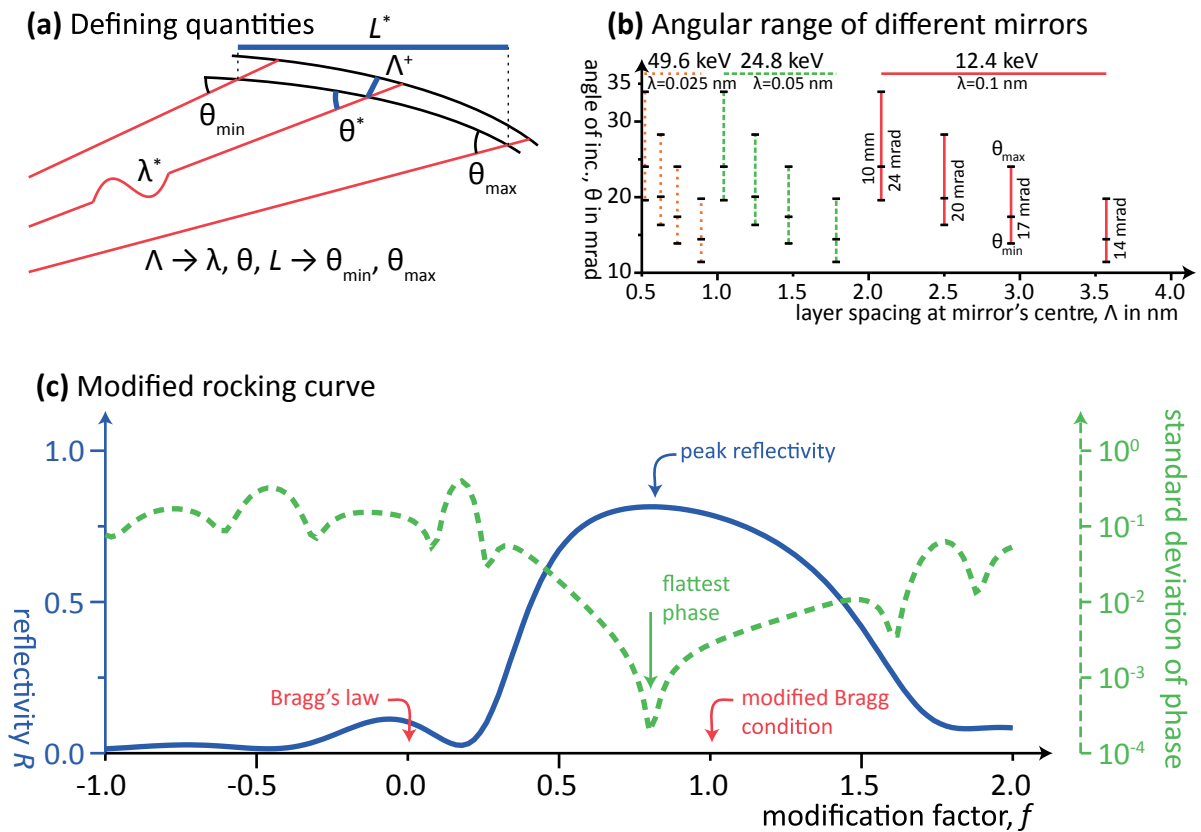 (a) Defining quantities
L*
Λ+
θmin
θ*
λ*
θmax
Λ → λ, θ, L → θmin, θmax
(b) Angular range of different mirrors
angle of inc., θ in mrad
49.6 keV
λ=0.025 nm
24.8 keV
λ=0.05 nm
12.4 keV
λ=0.1 nm
35
30
20
10
10 mm
24 mrad
20 mrad
θmax
17 mrad
θmin
14 mrad
0.5 1.0 1.5 2.0 2.5 3.0 3.5 4.0
layer spacing at mirror's centre, Λ in nm
(c) Modified rocking curve
reflectivity R
1.0
0.5
0.0
peak reflectivity
flattest
phase
Bragg's law
modified Bragg
condition
standard deviation of phase
10^0
10^-1
10^-2
10^-3
10^-4
-1.0 -0.5 0.0 0.5 1.0 1.5 2.0
modification factor, f